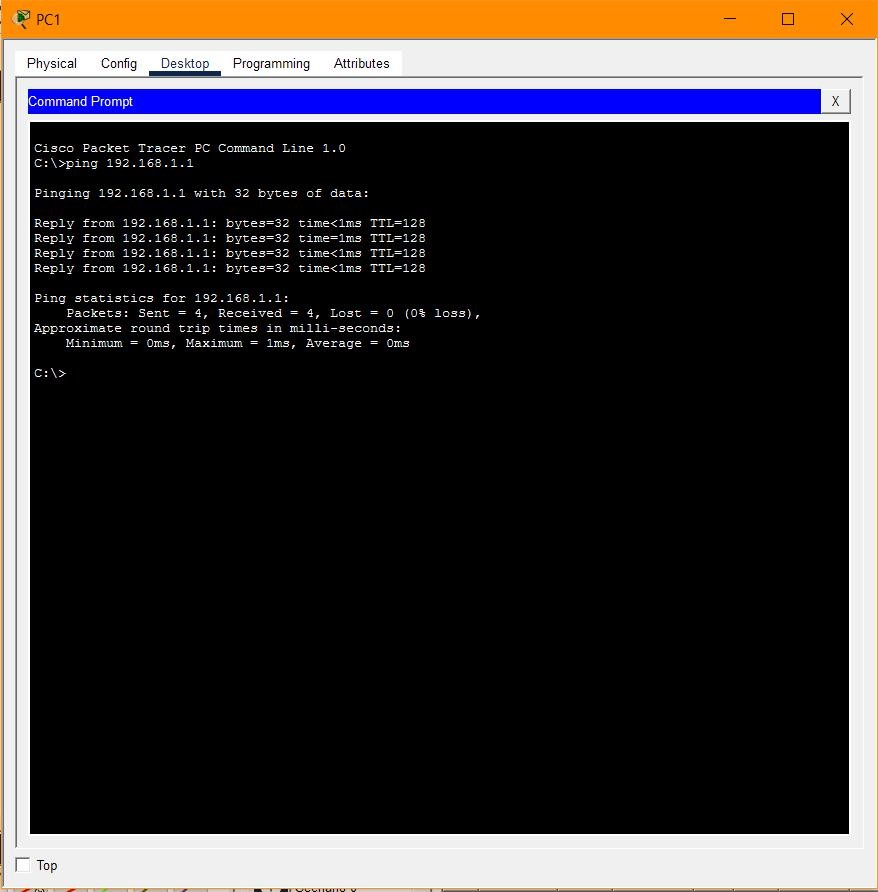 PC1
Physical Config Desktop Programming Attributes
Command Prompt X
Cisco Packet Tracer PC Command Line 1.0
C:\>ping 192.168.1.1
Pinging 192.168.1.1 with 32 bytes of data:
Reply from 192.168.1.1: bytes=32 time<1ms TTL=128
Reply from 192.168.1.1: bytes=32 time=1ms TTL=128
Reply from 192.168.1.1: bytes=32 time<1ms TTL=128
Reply from 192.168.1.1: bytes=32 time<1ms TTL=128
Ping statistics for 192.168.1.1:
Packets: Sent = 4, Received = 4, Lost = 0 (0% loss),
Approximate round trip times in milli-seconds:
Minimum = 0ms, Maximum = 1ms, Average = 0ms
C:\>
Top